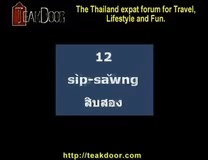 TEAKDOOR
The Thailand expat forum for Travel,
Lifestyle and Fun.
12
sìp-sǎwng
สิบสอง
http://teakdoor.com